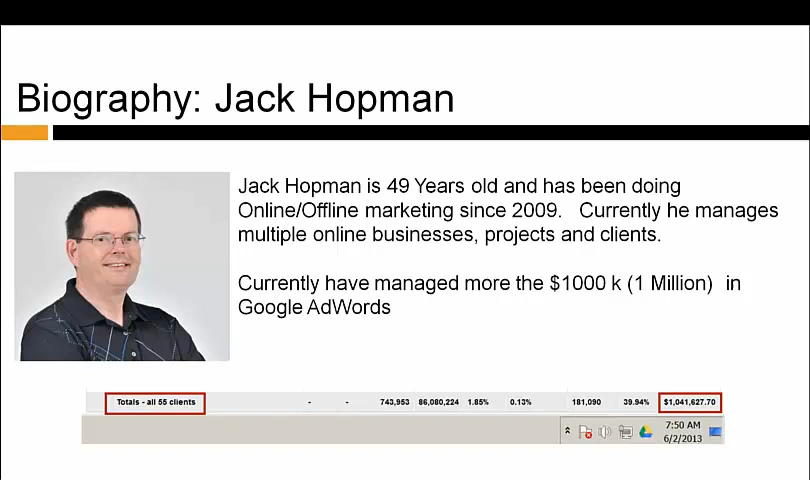 Biography: Jack Hopman
Jack Hopman is 49 Years old and has been doing
Online/Offline marketing since 2009.   Currently he manages
multiple online businesses, projects and clients.
Currently have managed more the $1000 k (1 Million)  in
Google AdWords
Totals - all 55 clients - - 743,953 86,080,224 1.85% 0.13% 181,090 39.94% $1,041,627.70
7:50 AM
6/2/2013